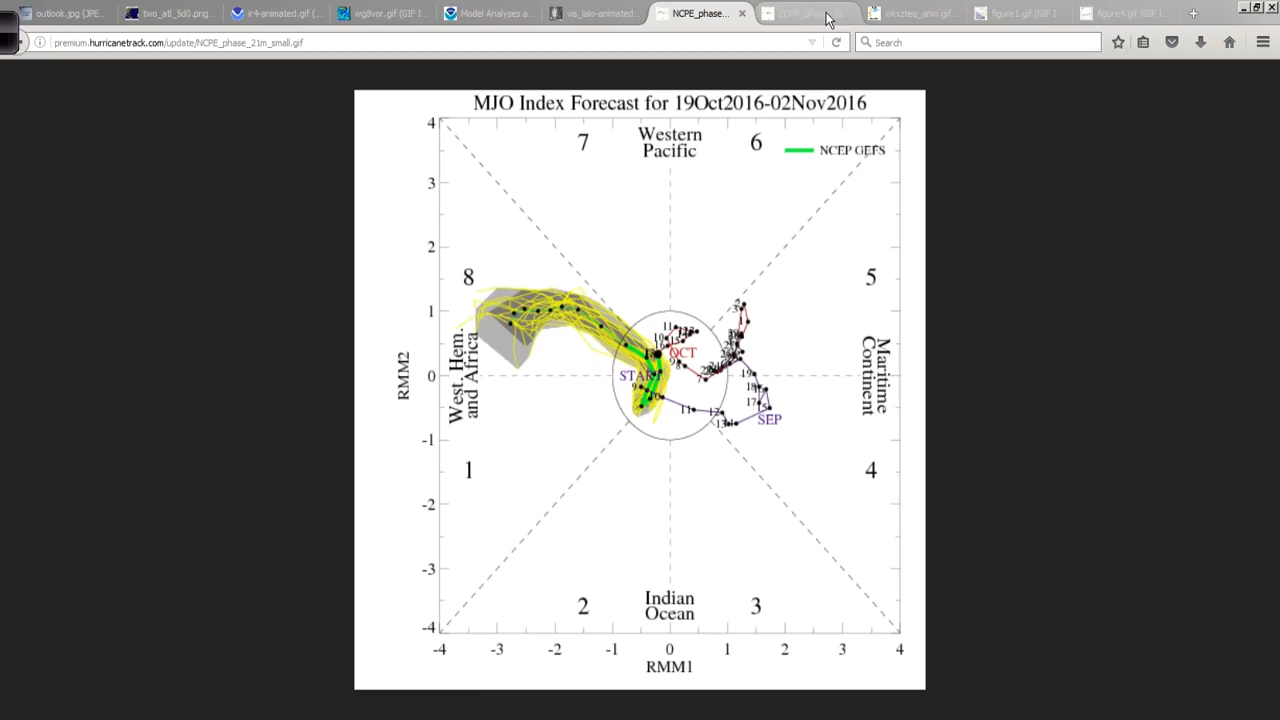 outlook.jpg (JPE...
two_atl_5d0.png...
ir4-animated.gif (...
wg8vor.gif (GIF I...
Model Analyses a...
vis_lalo-animated...
NCPE_phase...
figure1.gif (GIF I...
figure4.gif (GIF I...
premium.hurricanetrack.com/update/NCPE_phase_21m_small.gif
Search
MJO Index Forecast for 19Oct2016-02Nov2016
7
Western
Pacific
6
NCEP GEFS
8
5
West. Hem.
and Africa
Maritime
Continent
RMM2
OCT
START
SEP
1
4
2
Indian
Ocean
3
4
3
2
1
0
-1
-2
-3
-4
-4 -3 -2 -1 0 1 2 3 4
RMM1